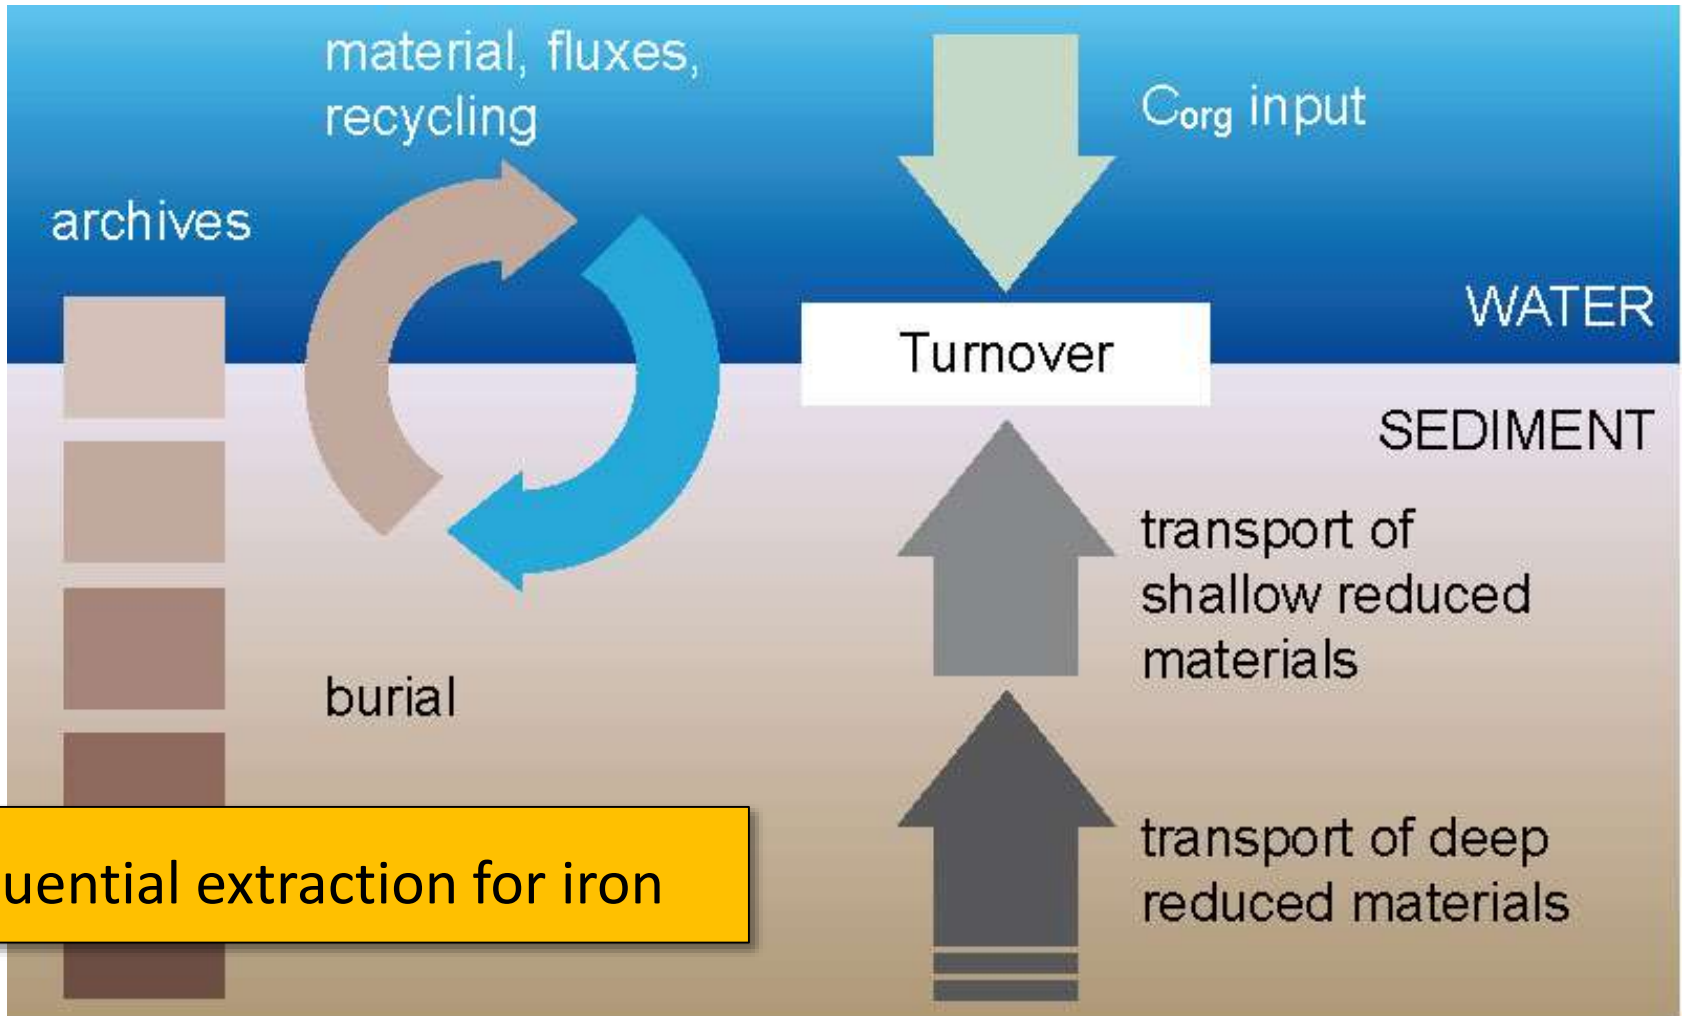 material, fluxes,
recycling
archives
Corg input
WATER
Turnover
SEDIMENT
transport of
shallow reduced
materials
burial
transport of deep
reduced materials
extraction for iron